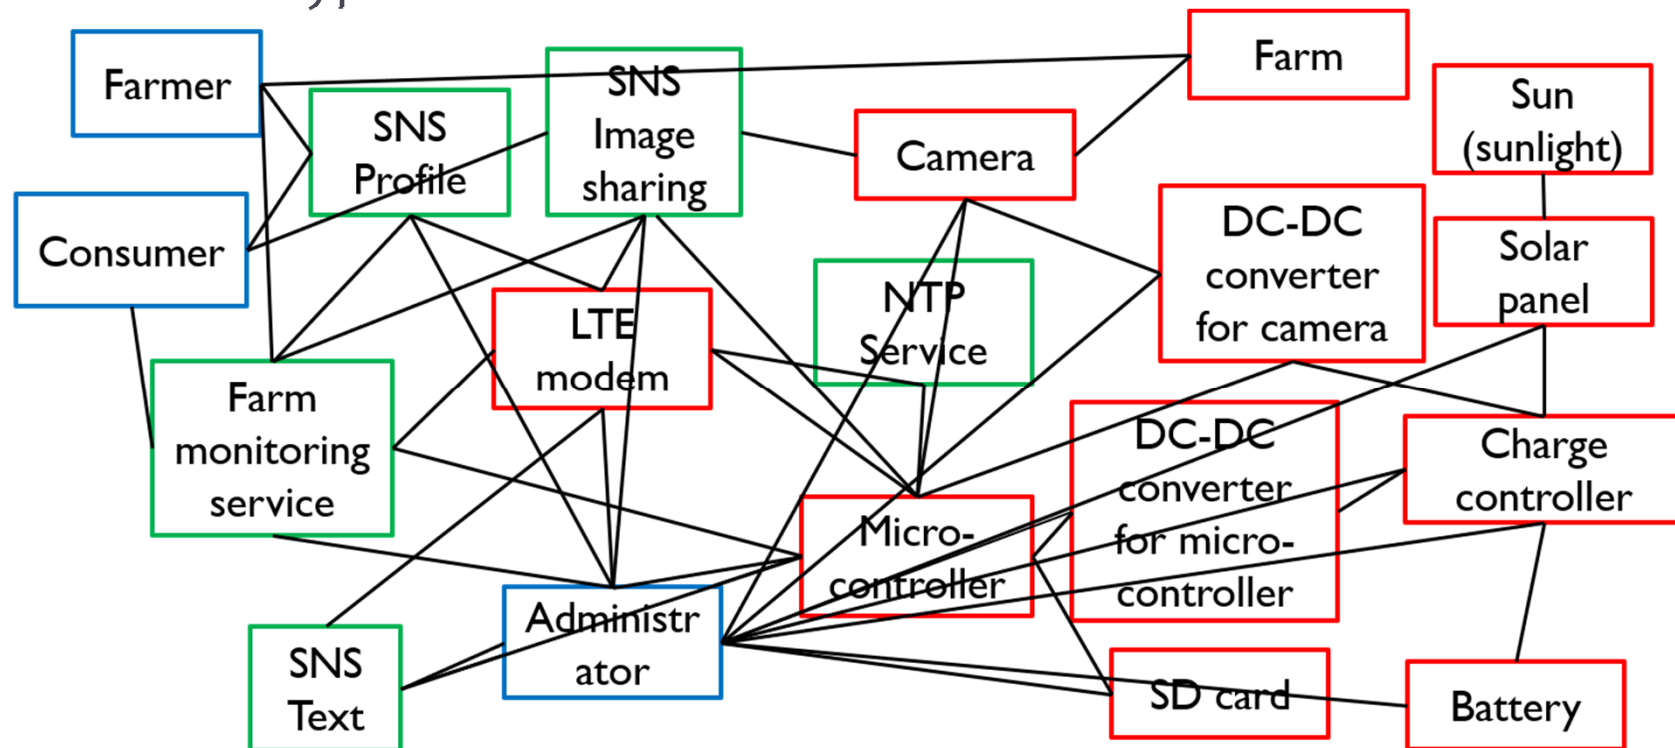 Farmer
SNS
Profile
SNS
Image
sharing
Farm
Camera
Sun
(sunlight)
Consumer
DC-DC
converter
for camera
Solar
panel
NTP
Service
LTE
modem
Farm
monitoring
service
DC-DC
converter
for micro-
controller
Charge
controller
Micro-
controller
Administr
ator
SNS
Text
SD card
Battery